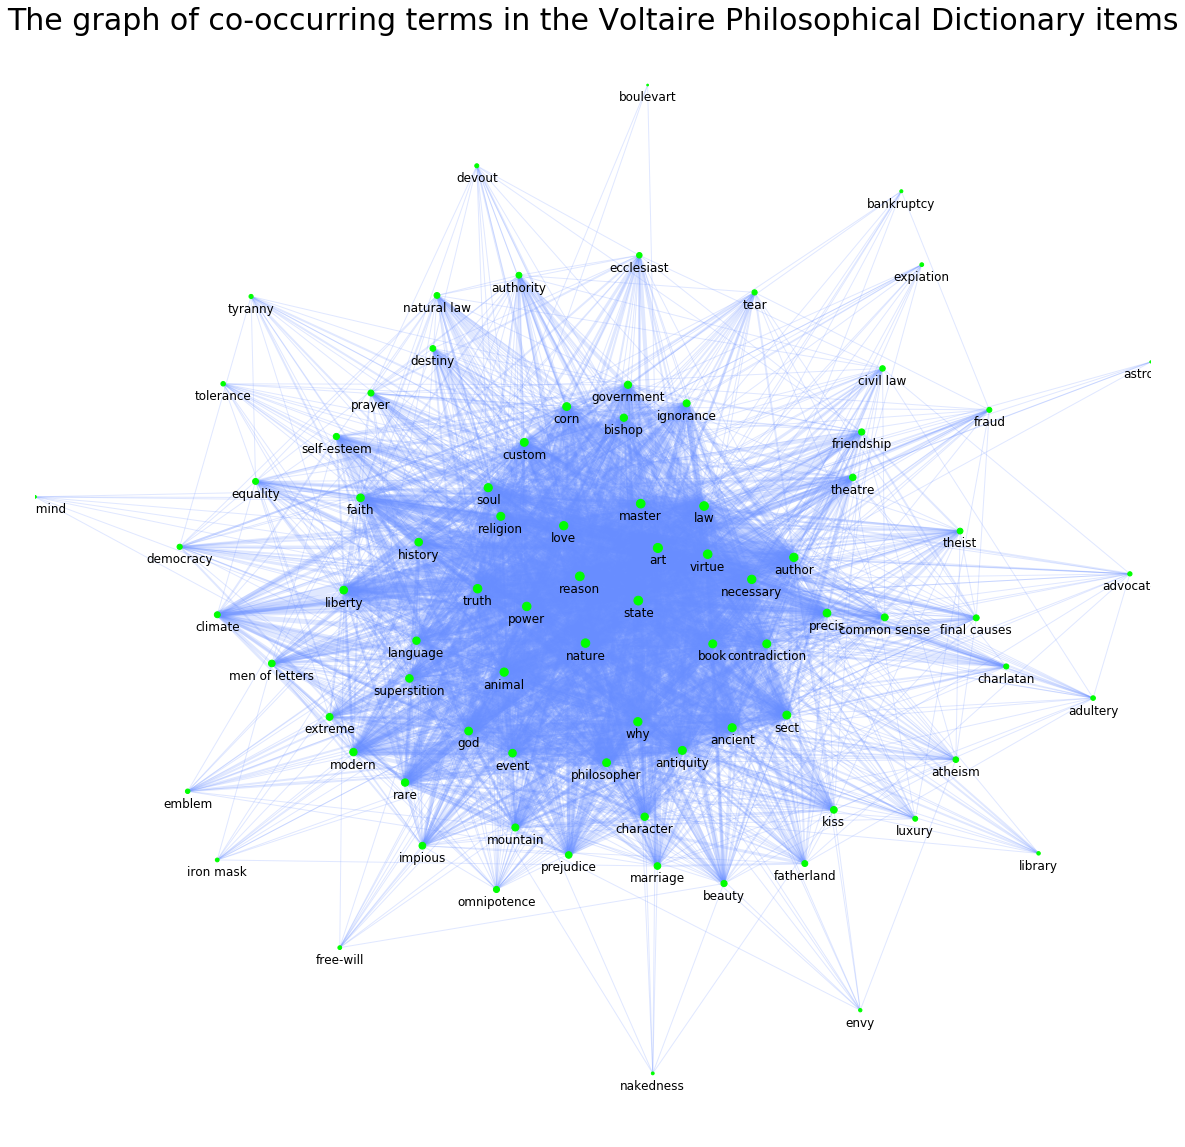 The graph of co-occurring terms in the Voltaire Philosophical Dictionary items
boulevart
devout
bankruptcy
ecclesiast
expiation
authority
tear
natural law
tyranny
destiny
civil law
astro
tolerance
prayer
government
corn
ignorance
fraud
bishop
self-esteem
friendship
custom
equality
theatre
soul
faith
mind
master
law
religion
love
theist
history
democracy
art
virtue
author
reason
necessary
advocat
truth
liberty
state
power
climate
precis
common sense
final causes
language
nature
book
contradiction
men of letters
charlatan
animal
superstition
adultery
extreme
sect
why
ancient
god
modern
event
antiquity
philosopher
atheism
rare
emblem
kiss
character
luxury
mountain
impious
prejudice
library
iron mask
marriage
fatherland
beauty
omnipotence
free-will
envy
nakedness